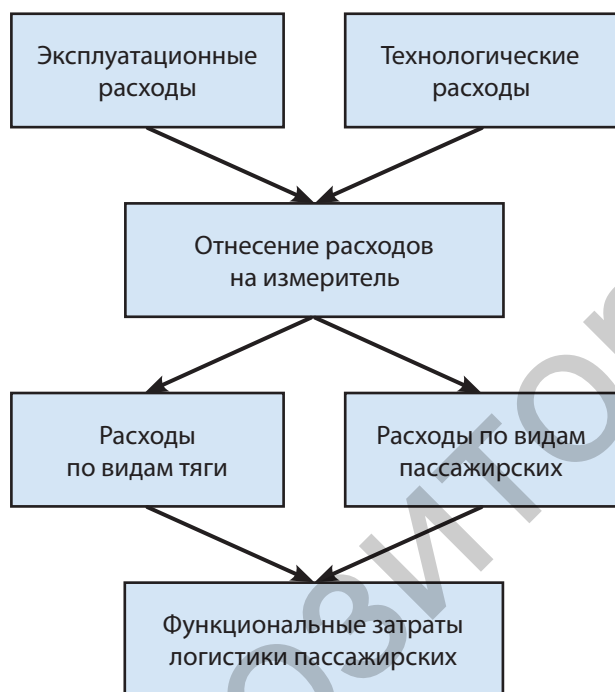 Эксплуатационные
расходы
Технологические
расходы
Отнесение расходов
на измеритель
Расходы
по видам тяги
Расходы по видам
пассажирских
Функциональные затраты
логистики пассажирских